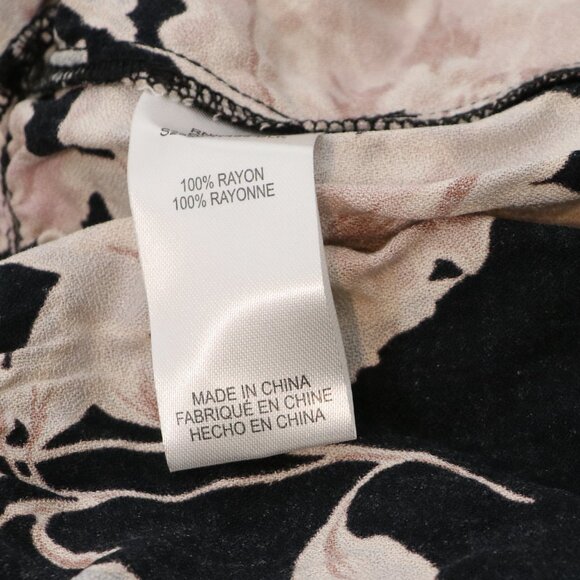 100% RAYON
100% RAYONNE
MADE IN CHINA
FABRIQUÉ EN CHINE
HECHO EN CHINA